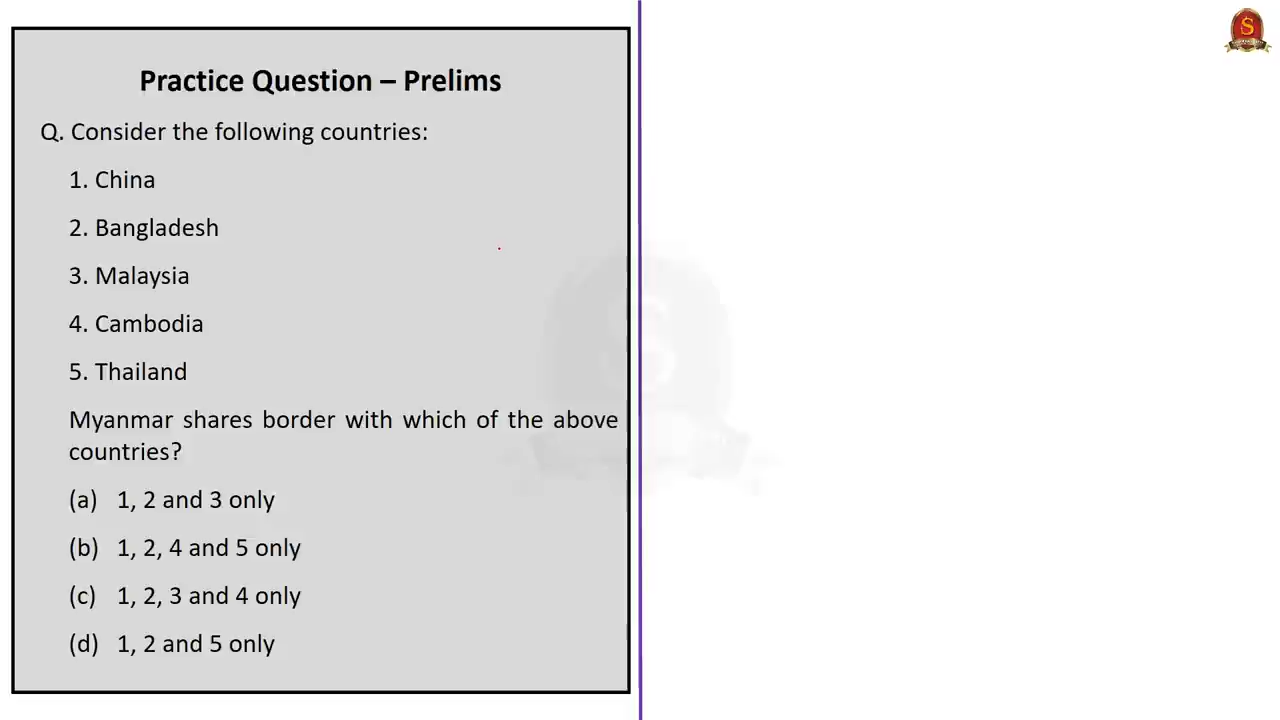 Practice Question – Prelims
Q. Consider the following countries:
1. China
2. Bangladesh
3. Malaysia
4. Cambodia
5. Thailand
Myanmar shares border with which of the above
countries?
(a) 1, 2 and 3 only
(b) 1, 2, 4 and 5 only
(c) 1, 2, 3 and 4 only
(d) 1, 2 and 5 only
S
S